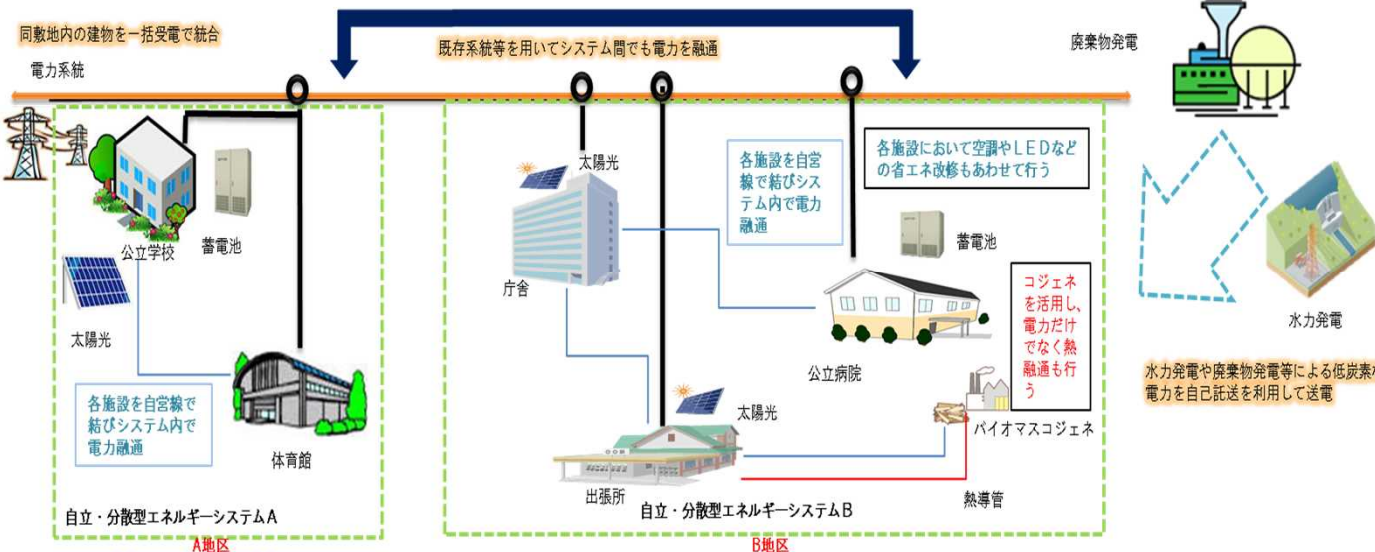 同敷地内の建物を一括受電で統合
電力系統
既存系統等を用いてシステム間でも電力を融通
廃棄物発電
公立学校
蓄電池
太陽光
各施設を自営線で
結びシステム内で
電力融通
体育館
自立・分散型エネルギーシステムA
A地区
太陽光
庁舎
各施設を自営
線で結びシス
テム内で電力
融通
各施設において空調やLEDなど
の省エネ改修もあわせて行う
蓄電池
公立病院
コジェネ
を活用し、
電力だけ
でなく熱
融通も行
う
太陽光
バイオマスコジェネ
出張所
熱導管
自立・分散型エネルギーシステムB
B地区
水力発電
水力発電や廃棄物発電等による低炭素な
電力を自己託送を利用して送電